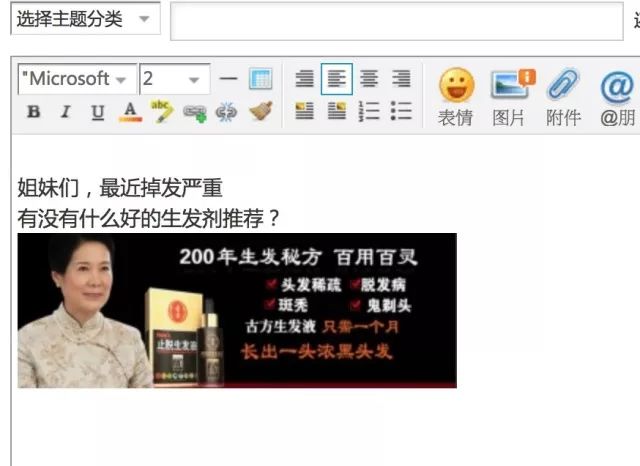 选择主题分类
"Microsoft
2
B I U A abc
表情 图片 附件 @朋
姐妹们，最近掉发严重
有没有什么好的生发剂推荐？
200年生发秘方 百用百灵
头发稀疏 脱发病
斑秃 鬼剃头
古方生发液 只需一个月
长出一头浓黑头发
止脱生发液